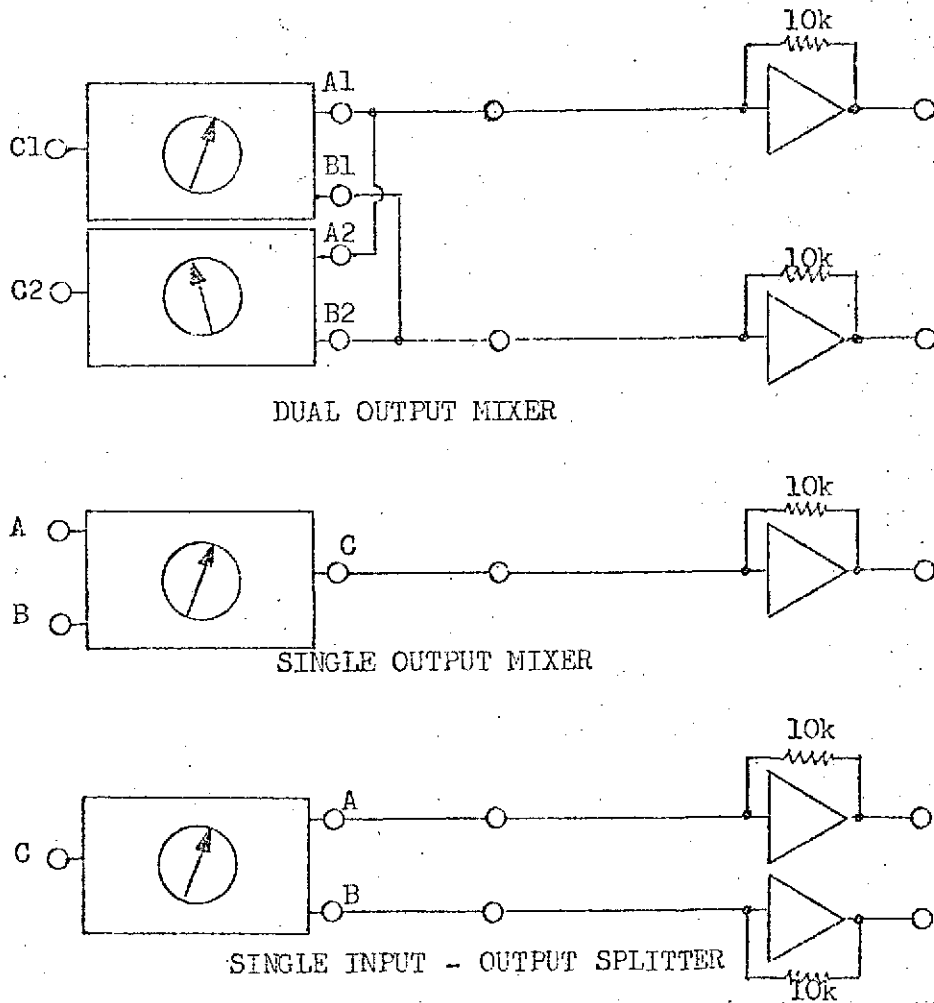 10k
A1
C1
B1
A2
C2
10k
B2
DUAL OUTPUT MIXER
A
10k
C
B
SINGLE OUTPUT MIXER
10k
A
C
B
SINGLE INPUT - OUTPUT SPLITTER
10k